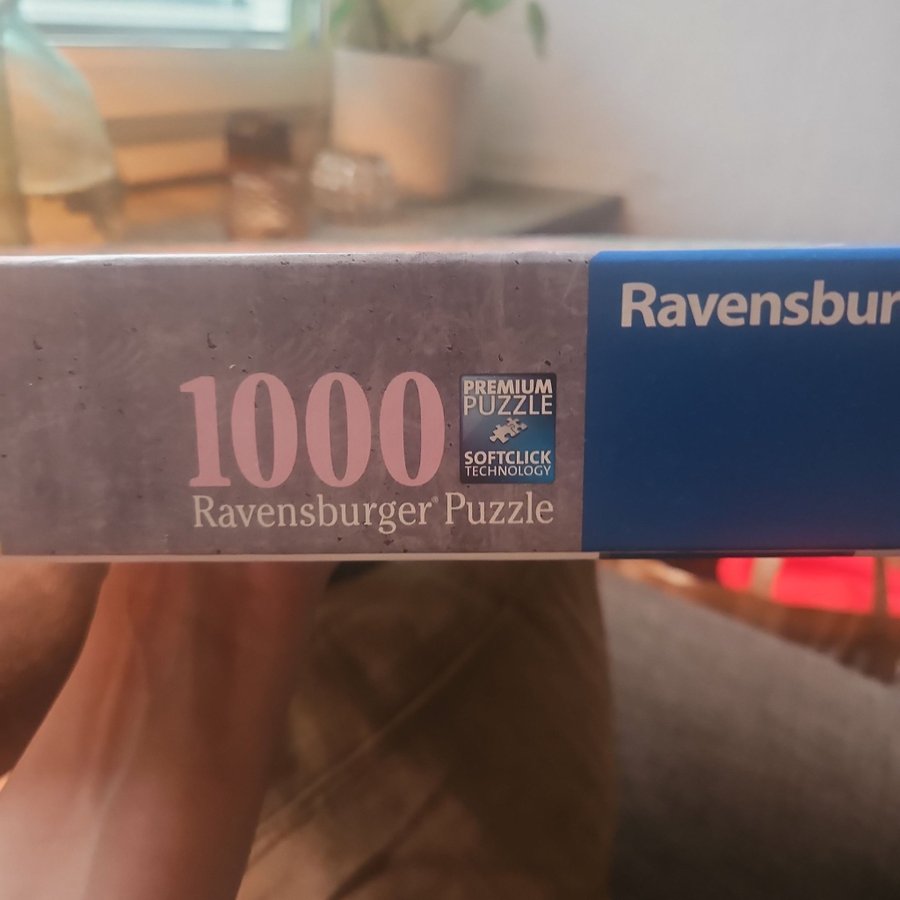 Ravensbur
1000
PREMIUM
PUZZLE
SOFTCLICK
TECHNOLOGY
Ravensburger® Puzzle